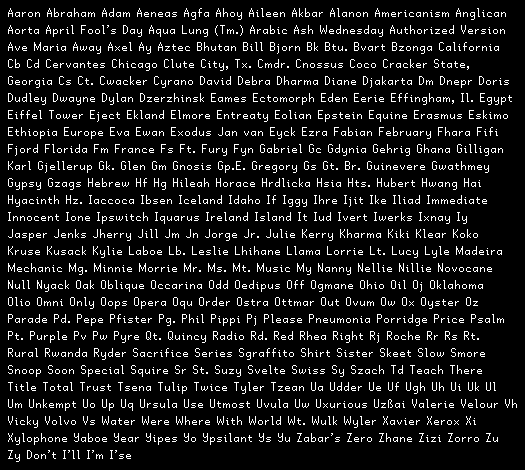 Aaron Abraham Adam Aeneas Agfa Ahoy Aileen Akbar Alanon Americanism Anglican
Aorta April Fool's Day Aqua Lung (Tm.) Arabic Ash Wednesday Authorized Version
Ave Maria Away Axel Ay Aztec Bhutan Bill Bjorn Bk Btu. Bvart Bzonga California
Cb Cd Cervantes Chicago Clute City, Tx. Cmdr. Cnossus Coco Cracker State,
Georgia Cs Ct. Cwacker Cyrano David Debra Dharma Diane Djakarta Dm Dnepr Doris
Dudley Dwayne Dylan Dzerzhinsk Eames Ectomorph Eden Eerie Effingham, Il. Egypt
Eiffel Tower Eject Ekland Elmore Entreaty Eolian Epstein Equine Erasmus Eskimo
Ethiopia Europe Eva Ewan Exodus Jan van Eyck Ezra Fabian February Fhara Fifi
Fjord Florida Fm France Fs Ft. Fury Fyn Gabriel Gc Gdynia Gehrig Ghana Gilligan
Karl Gjellerup Gk. Glen Gm Gnosis Gp.E. Gregory Gs Gt. Br. Guinevere Gwathmey
Gypsy Gzags Hebrew Hf Hg Hileah Horace Hrdlicka Hsia Hts. Hubert Hwang Hai
Hyacinth Hz. Iaccoca Ibsen Iceland Idaho If Iggy Ihre Ijit Ike Iliad Immediate
Innocent Ione Ipswitch Iquarus Ireland Island It Iud Ivert Iwerks Ixnay Iy
Jasper Jenks Jherry Jill Jm Jn Jorge Jr. Julie Kerry Kharma Kiki Klear Koko
Kruse Kusack Kylie Laboe Lb. Leslie Lhihane Llama Lorrie Lt. Lucy Lyle Madeira
Mechanic Mg. Minnie Morrie Mr. Ms. Mt. Music My Nanny Nellie Nillie Novocane
Null Nyack Oak Oblique Occarina Odd Oedipus Off Ogmane Ohio Oil Oj Oklahoma
Olio Omni Only Oops Opera Oqu Order Ostra Ottmar Out Ovum Ow Ox Oyster Oz
Parade Pd. Pepe Pfister Pg. Phil Pippi Pj Please Pneumonia Porridge Price Psalm
Pt. Purple Pv Pw Pyre Qt. Quincy Radio Rd. Red Rhea Right Rj Roche Rr Rs Rt.
Rural Rwanda Ryder Sacrifice Series Sgraffito Shirt Sister Skeet Slow Smore
Snoop Soon Special Squire Sr St. Suzy Svelte Swiss Sy Szach Td Teach There
Title Total Trust Tsena Tulip Twice Tyler Tzean Ua Udder Ue Uf Ugh Uh Ui Uk Ul
Um Unkempt Uo Up Uq Ursula Use Utmost Uvula Uw Uxurious Uzßai Valerie Velour Vh
Vicky Volvo Vs Water Were Where With World Wt. Wulk Wyler Xavier Xerox Xi
Xylophone Yaboe Year Yipes Yo Ypsilant Ys Yu Zabar's Zero Zhane Zizi Zorro Zu
Zy Don't I'll I'm I'se